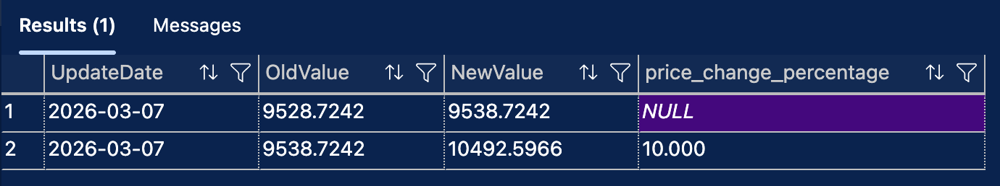 Results (1) Messages
UpdateDate OldValue NewValue price_change_percentage
1 2026-03-07 9528.7242 9538.7242 NULL
2 2026-03-07 9538.7242 10492.5966 10.000